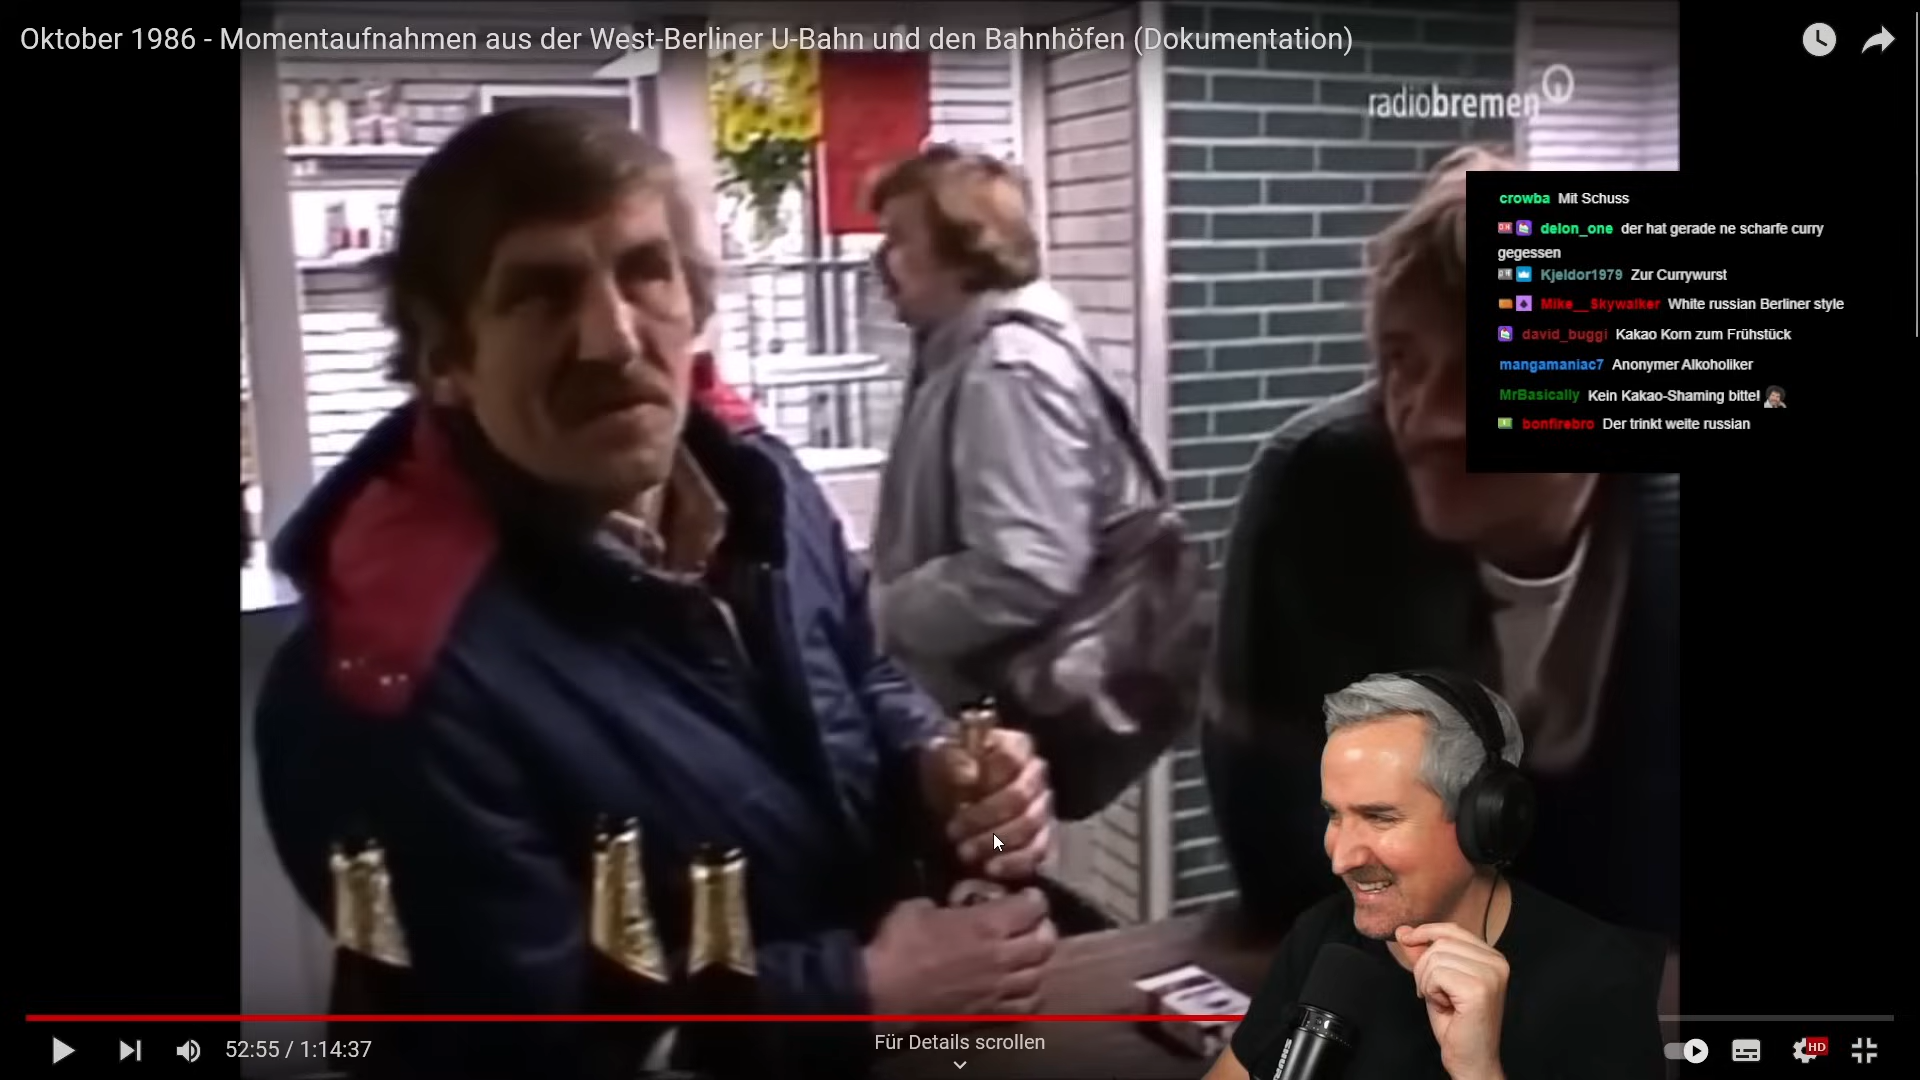 Oktober 1986 - Momentaufnahmen aus der West-Berliner U-Bahn und den Bahnhöfen (Dokumentation)
radiobremen
crowba Mit Schuss
delon_one der hat gerade ne scharfe curry
gegessen
Kjeldor1979 Zur Currywurst
Mike__Skywalker White russian Berliner style
david_buggi Kakao Korn zum Frühstück
mangamaniac7 Anonymer Alkoholiker
MrBasically Kein Kakao-Shaming bitte!
bonfirebro Der trinkt weite russian
Für Details scrollen
52:55 / 1:14:37
HD